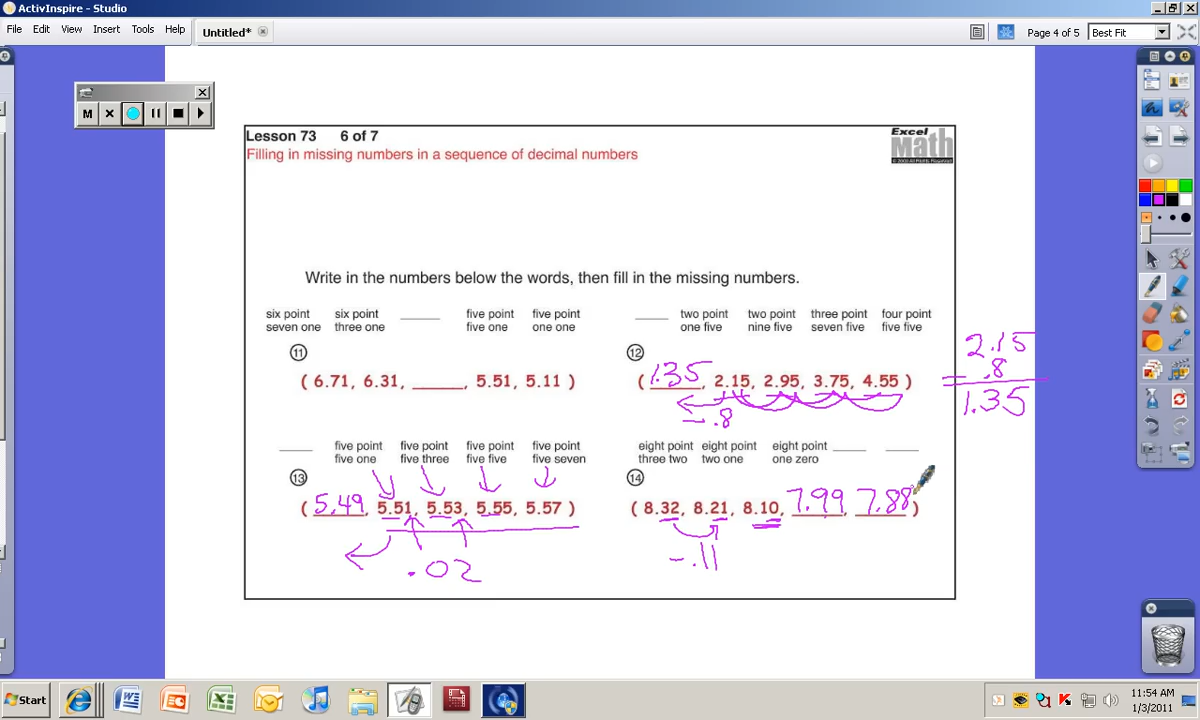 ActivInspire - Studio
File Edit View Insert Tools Help Untitled* Page 4 of 5 Best Fit
M
Lesson 73 6 of 7
Filling in missing numbers in a sequence of decimal numbers
Excel
Math
Write in the numbers below the words, then fill in the missing numbers.
six point six point _____ five point five point
seven one three one five one one one
_____ two point two point three point four point
one five nine five seven five five five
11
( 6.71, 6.31, _____, 5.51, 5.11 )
12
( 1.35, 2.15, 2.95, 3.75, 4.55 )
- .8
2.15
- .8
1.35
_____ five point five point five point five point
five one five three five five five seven
eight point eight point eight point _____ _____
three two two one one zero
13
( 5.49, 5.51, 5.53, 5.55, 5.57 )
.02
14
( 8.32, 8.21, 8.10, 7.99, 7.88 )
- .11
Start
11:54 AM
1/3/2011